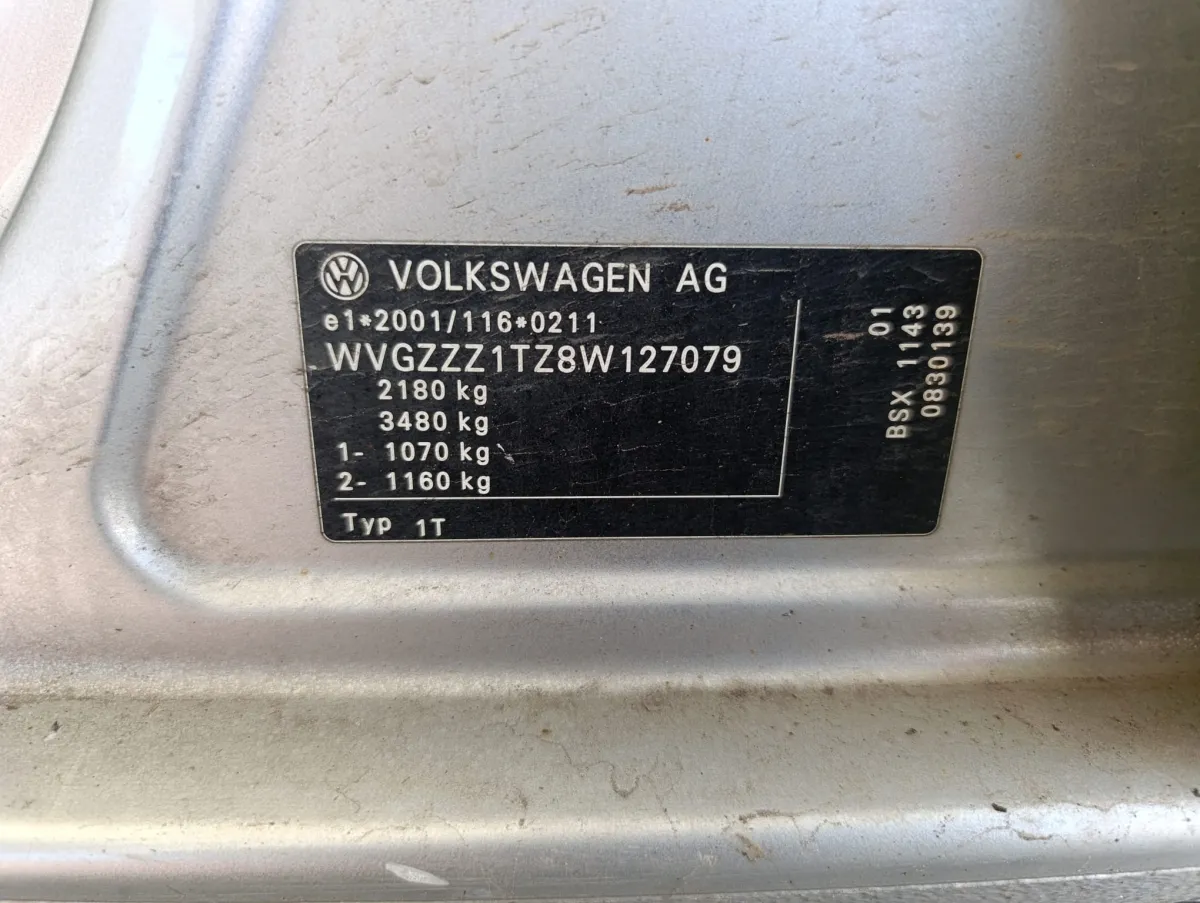 VOLKSWAGEN AG
e1*2001/116*0211
WVGZZZ1TZ8W127079
2180 kg
3480 kg
1- 1070 kg
2- 1160 kg
Typ 1T
01
BSX 1143
0830139